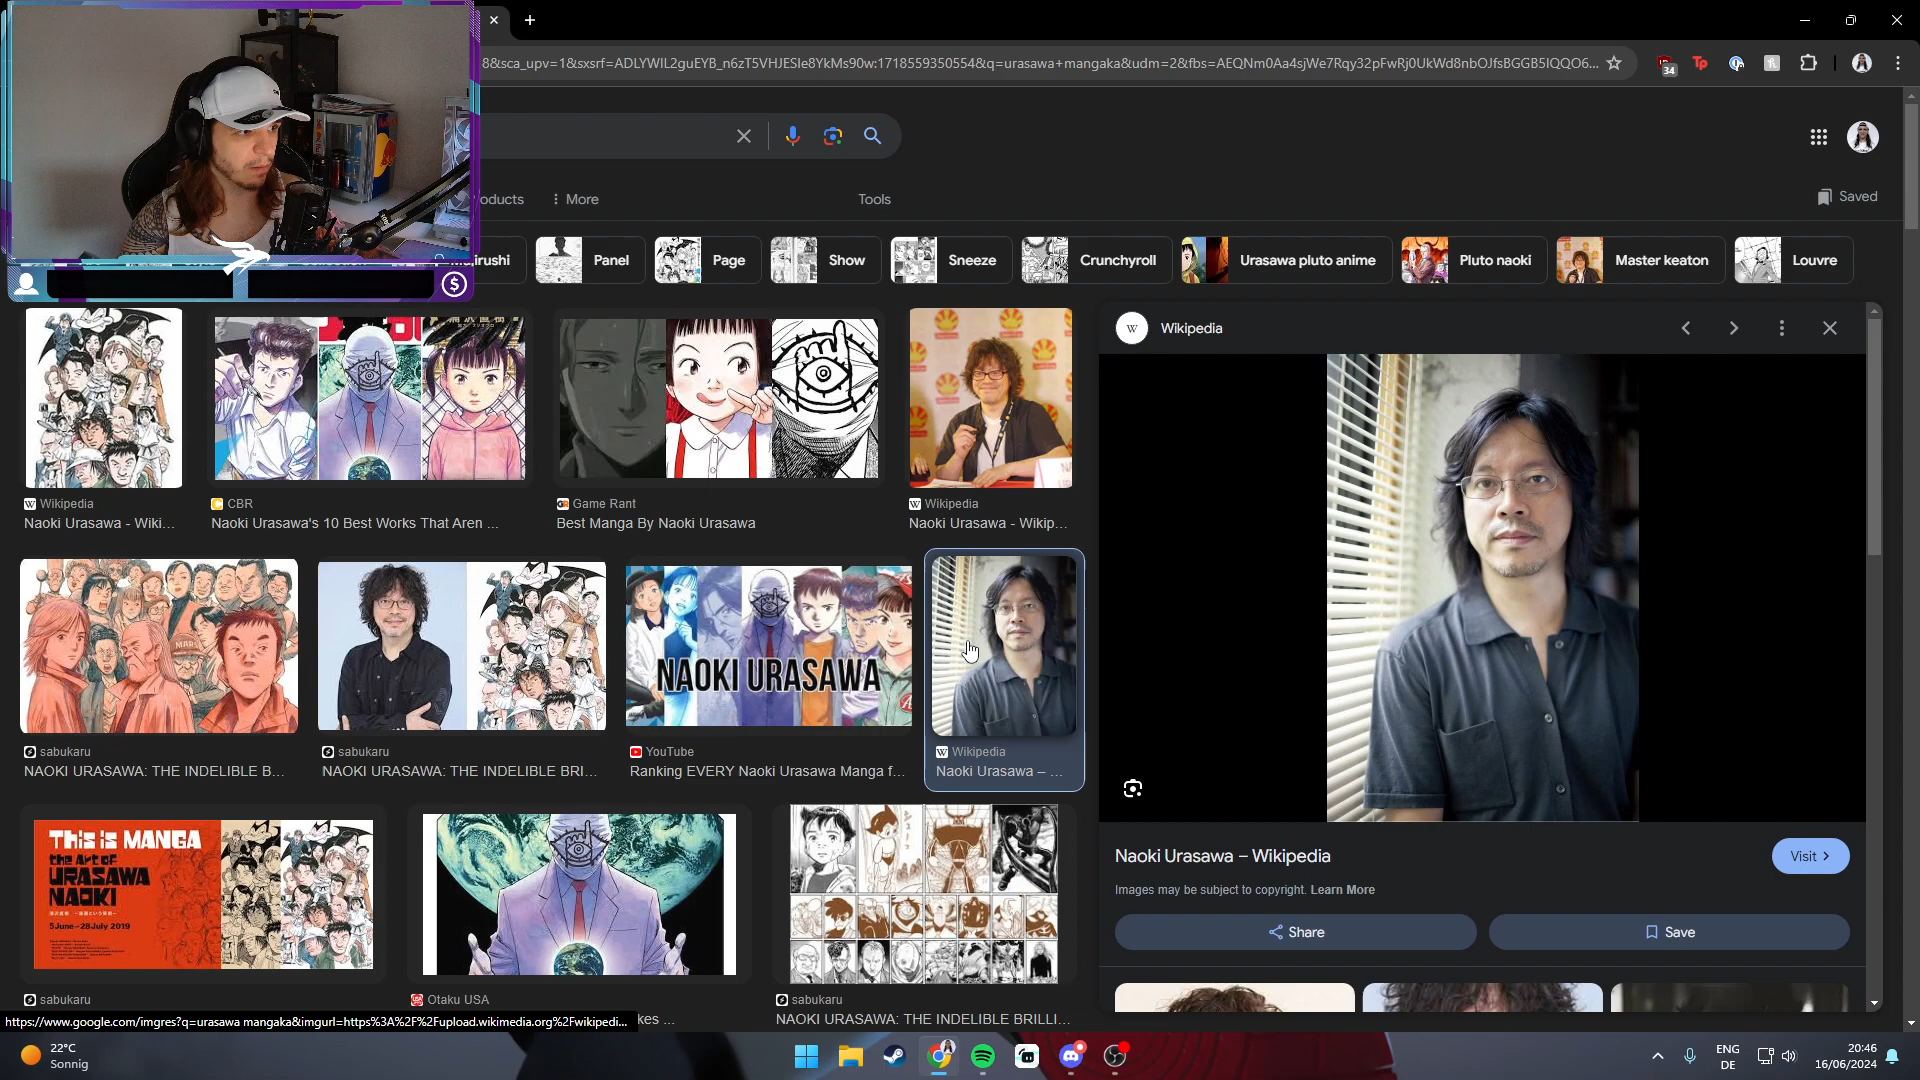 8&sca_upv=1&sxsrf=ADLYWIL2guEYB_n6zT5VHJESle8YkMs90w:1718559350554&q=urasawa+mangaka&udm=2&fbs=AEQNm0Aa4sjWe7Rqy32pFwRj0UkWd8nbOJfsBGGB5IQQO6...
34
Tp
oducts
More
Tools
Saved
irushi
Panel
Page
Show
Sneeze
Crunchyroll
Urasawa pluto anime
Pluto naoki
Master keaton
Louvre
W Wikipedia
W Wikipedia
Naoki Urasawa - Wiki...
CBR
Naoki Urasawa's 10 Best Works That Aren ...
GR Game Rant
Best Manga By Naoki Urasawa
W Wikipedia
Naoki Urasawa - Wikip...
NAOKI URASAWA
sabukaru
NAOKI URASAWA: THE INDELIBLE B...
sabukaru
NAOKI URASAWA: THE INDELIBLE BRI...
YouTube
Ranking EVERY Naoki Urasawa Manga f...
W Wikipedia
Naoki Urasawa – ...
Naoki Urasawa – Wikipedia
Visit
Images may be subject to copyright. Learn More
Share
Save
This is MANGA
the Art of
URASAWA
NAOKI
5June–28July 2019
sabukaru
Otaku USA
kes ...
sabukaru
NAOKI URASAWA: THE INDELIBLE BRILLI...
https://www.google.com/imgres?q=urasawa mangaka&imgurl=https%3A%2F%2Fupload.wikimedia.org%2Fwikipedi...
22°C
Sonnig
ENG
DE
20:46
16/06/2024